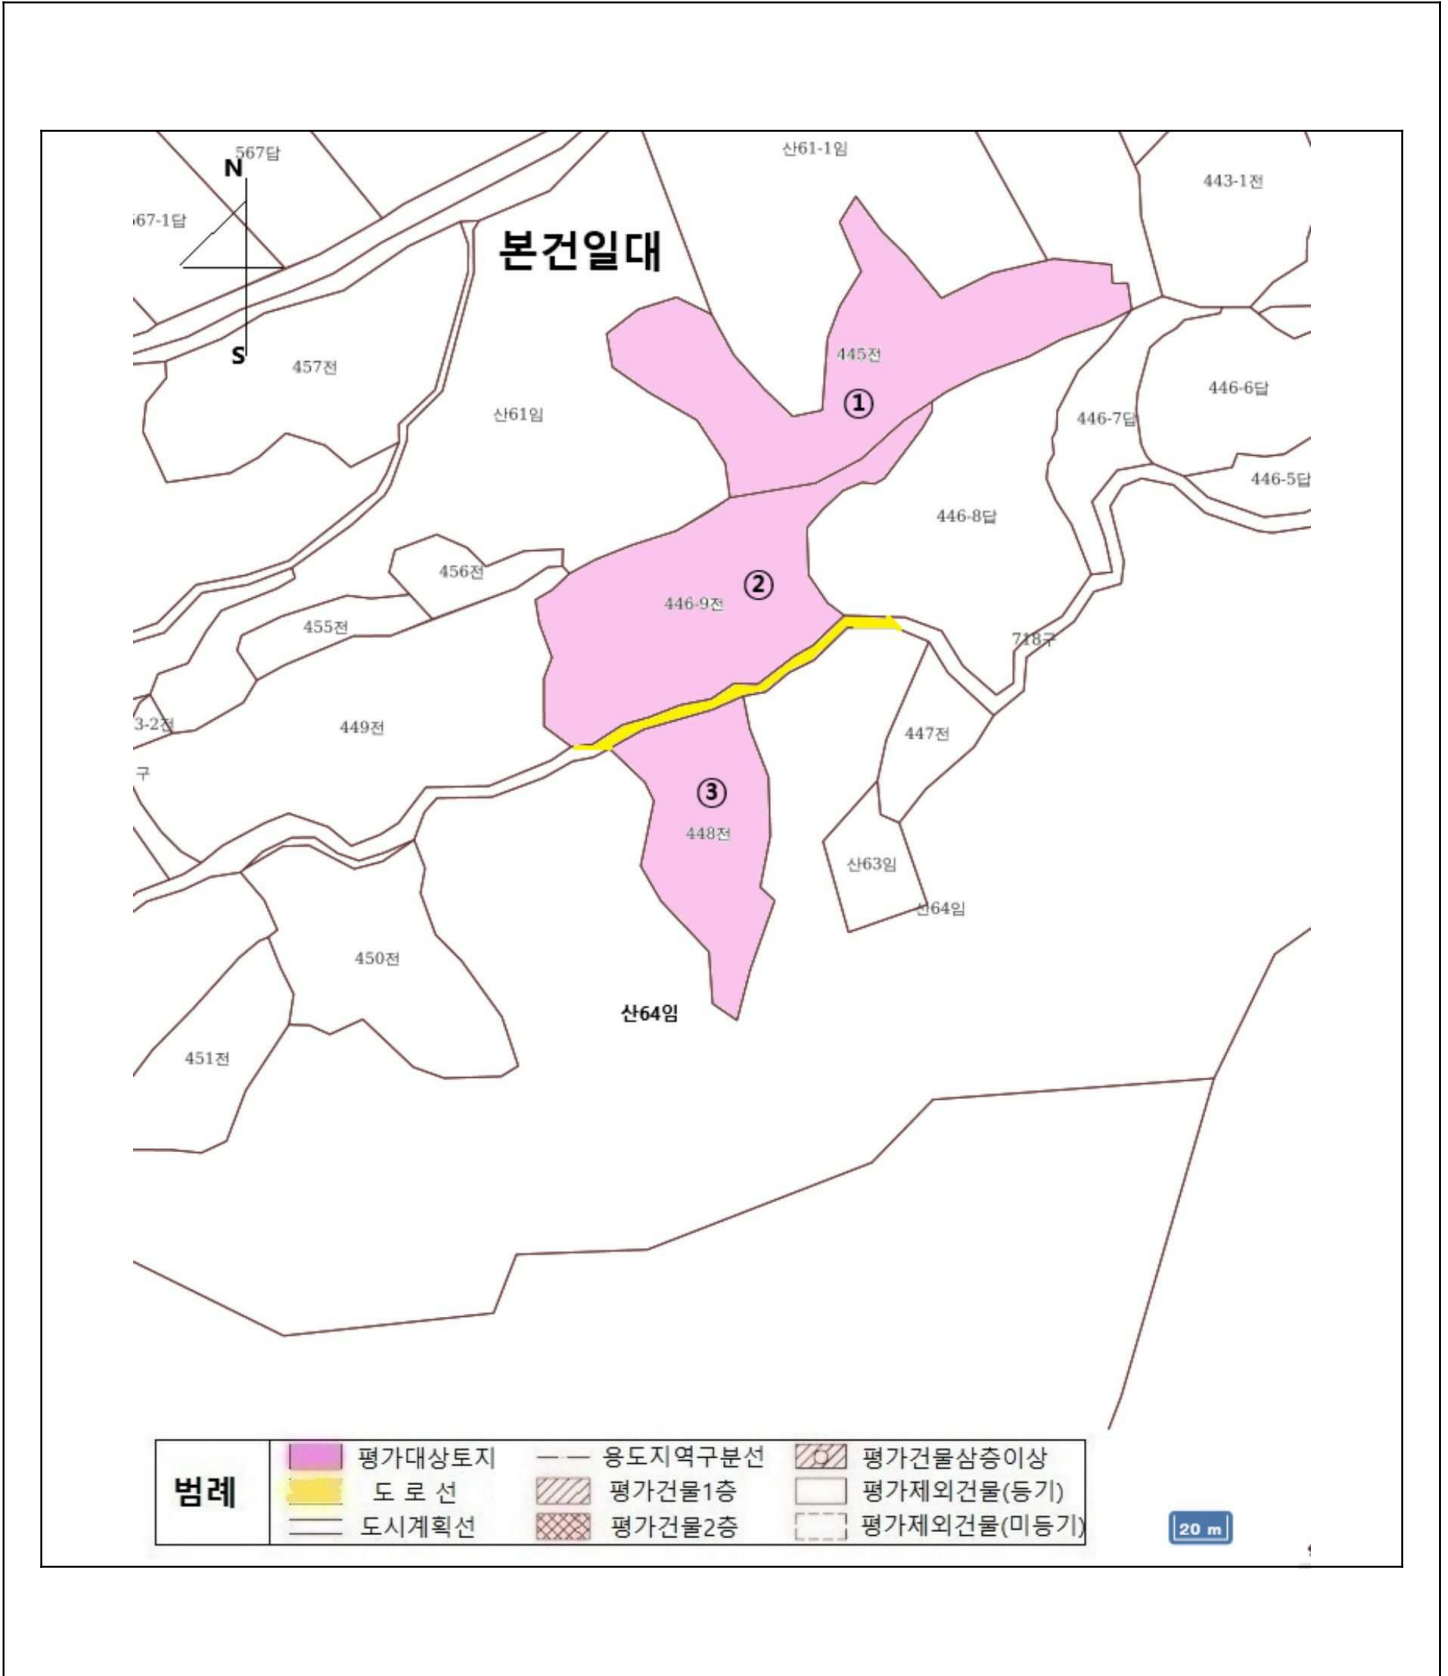 산61-1임
567답
N
443-1전
67-1답
본건일대
S
445전
457전
446-6답
①
산61임
446-7답
446-5답
446-8답
456전
②
446-9전
455전
718구
3-2전
449전
447전
구
③
448전
산63임
산64임
450전
산64임
451전
범례
평가대상토지
용도지역구분선
평가건물삼층이상
도 로 선
평가건물1층
평가제외건물(등기)
도시계획선
평가건물2층
평가제외건물(미등기)
20 m